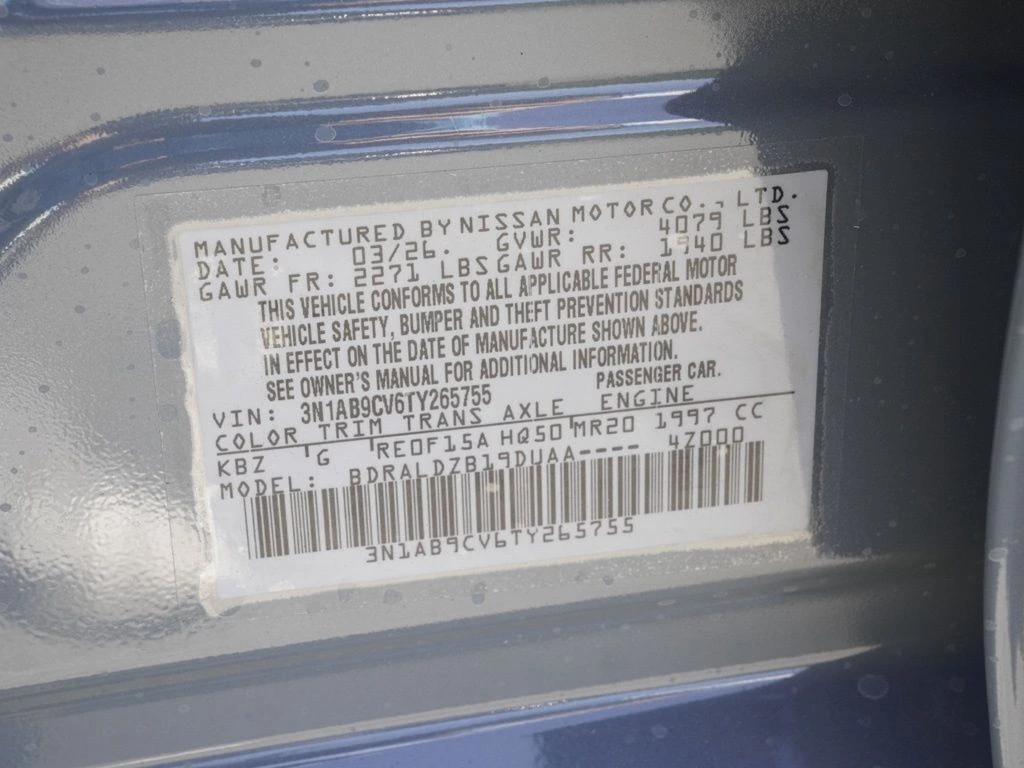 MANUFACTURED BY NISSAN MOTOR CO., LTD.
DATE: 03/26. GVWR: 4079 LBS
GAWR FR: 2271 LBS GAWR RR: 1940 LBS
THIS VEHICLE CONFORMS TO ALL APPLICABLE FEDERAL MOTOR
VEHICLE SAFETY, BUMPER AND THEFT PREVENTION STANDARDS
IN EFFECT ON THE DATE OF MANUFACTURE SHOWN ABOVE.
SEE OWNER'S MANUAL FOR ADDITIONAL INFORMATION.
VIN: 3N1AB9CV6TY265755 PASSENGER CAR.
COLOR TRIM TRANS AXLE ENGINE
KBZ G RE0F15A HQ50 MR20 1997 CC
MODEL: BDRALDZB19DUAA---- 4Z000
3N1AB9CV6TY265755